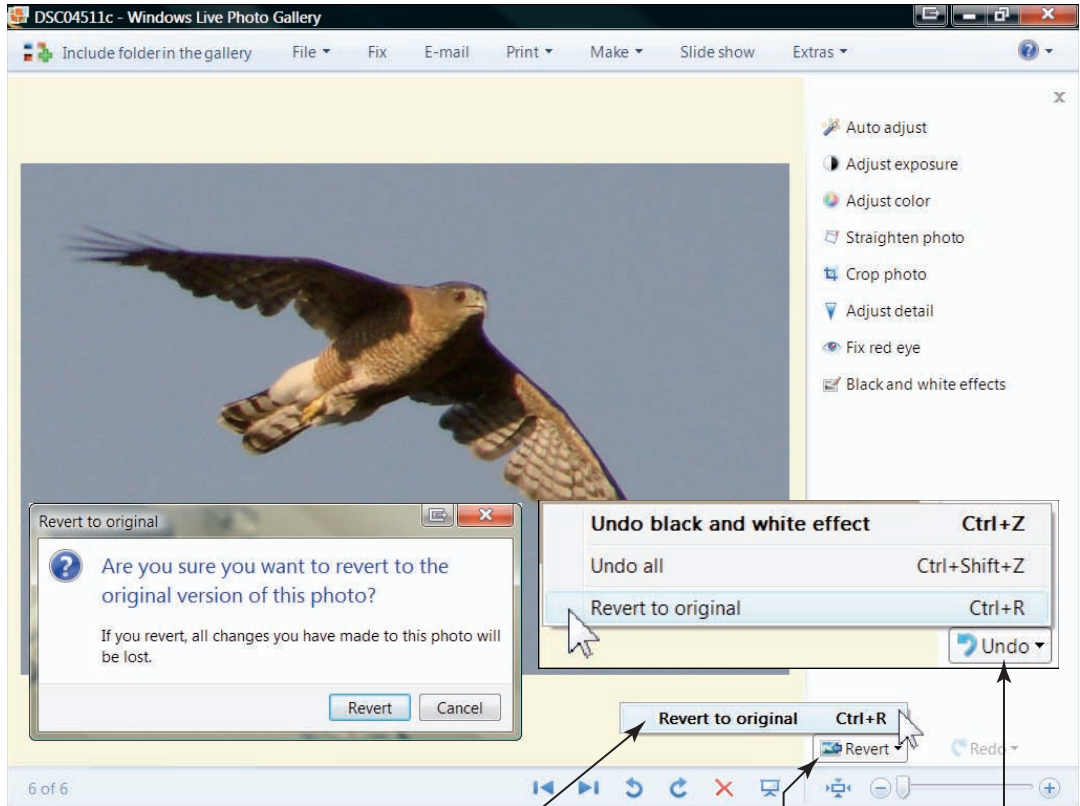 DSC04511c - Windows Live Photo Gallery
Include folder in the gallery File Fix E-mail Print Make Slide show Extras
Auto adjust
Adjust exposure
Adjust color
Straighten photo
Crop photo
Adjust detail
Fix red eye
Black and white effects
Revert to original
Are you sure you want to revert to the
original version of this photo?
If you revert, all changes you have made to this photo will
be lost.
Revert Cancel
Undo black and white effect Ctrl+Z
Undo all Ctrl+Shift+Z
Revert to original Ctrl+R
Undo
Revert to original Ctrl+R
Revert Redo
6 of 6